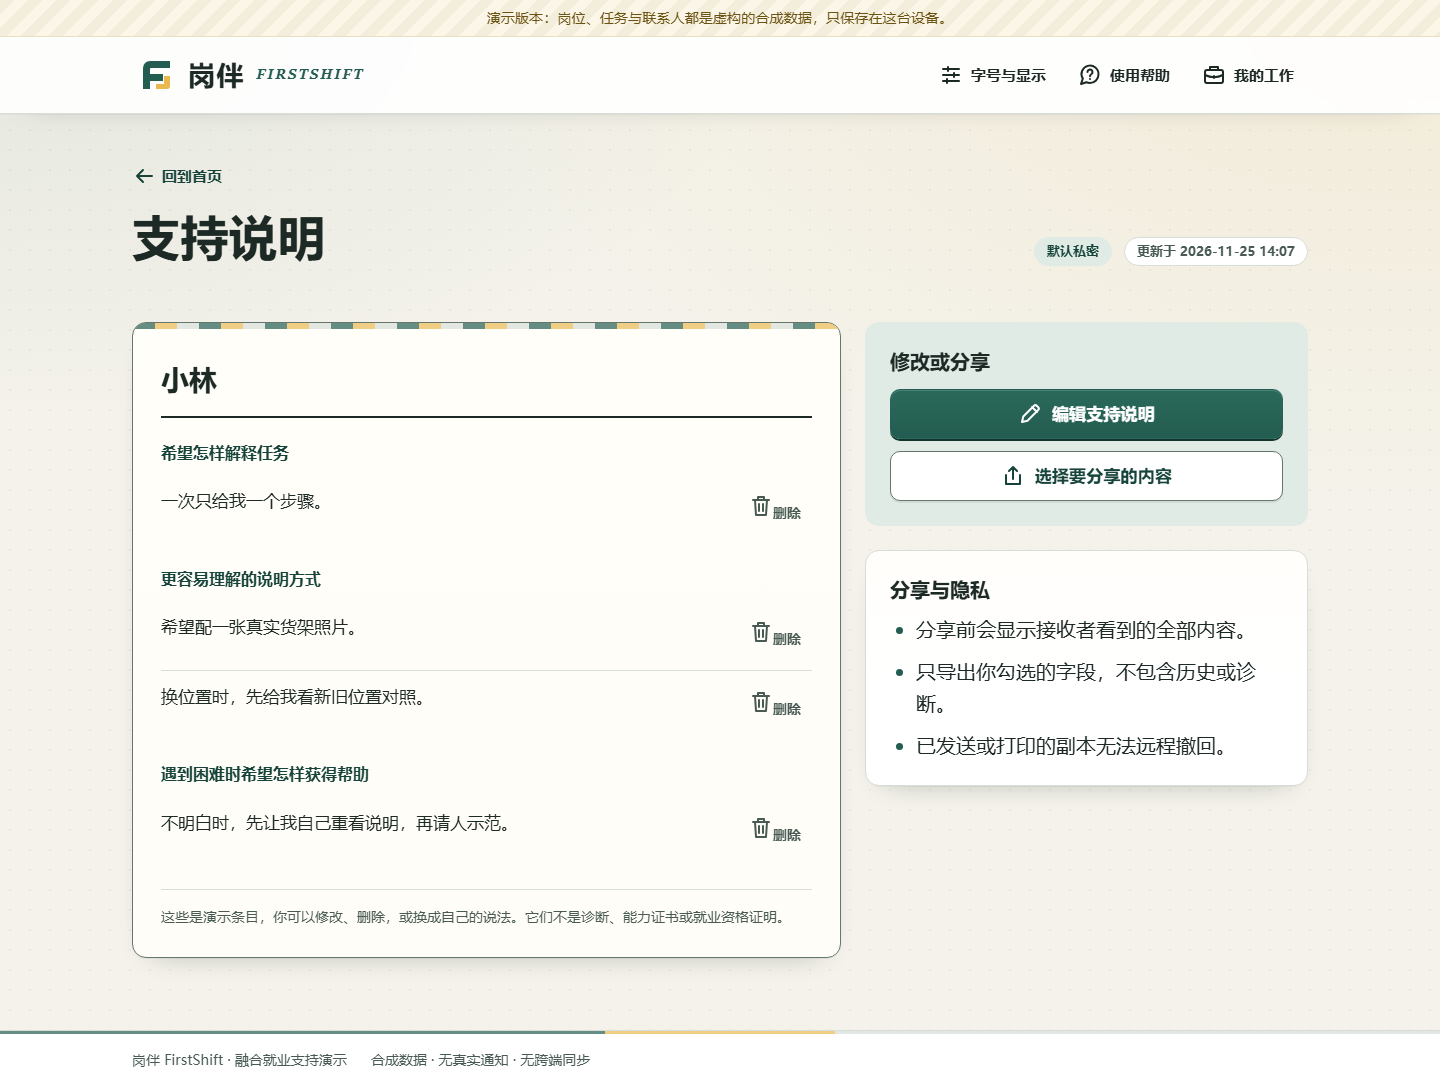 演示版本：岗位、任务与联系人都是虚构的合成数据，只保存在这台设备。
岗伴 FIRSTSHIFT
字号与显示
使用帮助
我的工作
回到首页
支持说明
默认私密
更新于 2026-11-25 14:07
小林
希望怎样解释任务
一次只给我一个步骤。
删除
更容易理解的说明方式
希望配一张真实货架照片。
删除
换位置时，先给我看新旧位置对照。
删除
遇到困难时希望怎样获得帮助
不明白时，先让我自己重看说明，再请人示范。
删除
这些是演示条目，你可以修改、删除，或换成自己的说法。它们不是诊断、能力证书或就业资格证明。
修改或分享
编辑支持说明
选择要分享的内容
分享与隐私
分享前会显示接收者看到的全部内容。
只导出你勾选的字段，不包含历史或诊
断。
已发送或打印的副本无法远程撤回。
岗伴 FirstShift · 融合就业支持演示
合成数据 · 无真实通知 · 无跨端同步